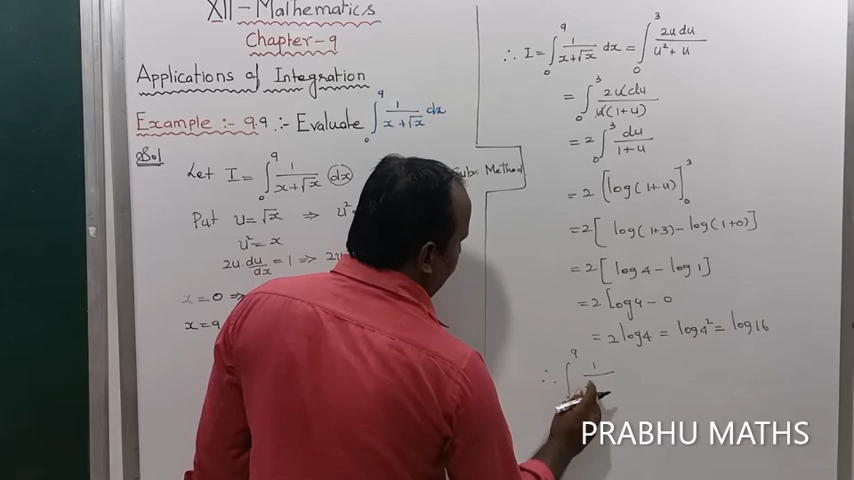 XII - Mathematics
Chapter - 9
Applications of Integration
Example :- 9.9 :- Evaluate ∫₀⁹ 1/(x+√x) dx
Sol
Let I = ∫₀⁹ 1/(x+√x) dx
Subs. Method
Put u = √x ⇒ u²
u² = x
2u.du/dx = 1 ⇒ 2u
x = 0 ⇒
x = 9
∴ I = ∫₀⁹ 1/(x+√x) dx = ∫₀³ 2u du/(u²+u)
= ∫₀³ 2u du/(u(1+u))
= 2 ∫₀³ du/(1+u)
= 2 [log(1+u)]₀³
= 2 [log(1+3) - log(1+0)]
= 2 [log 4 - log 1]
= 2 [log 4 - 0
= 2 log 4 = log 4² = log 16
∴ ∫⁹ 1
PRABHU MATHS